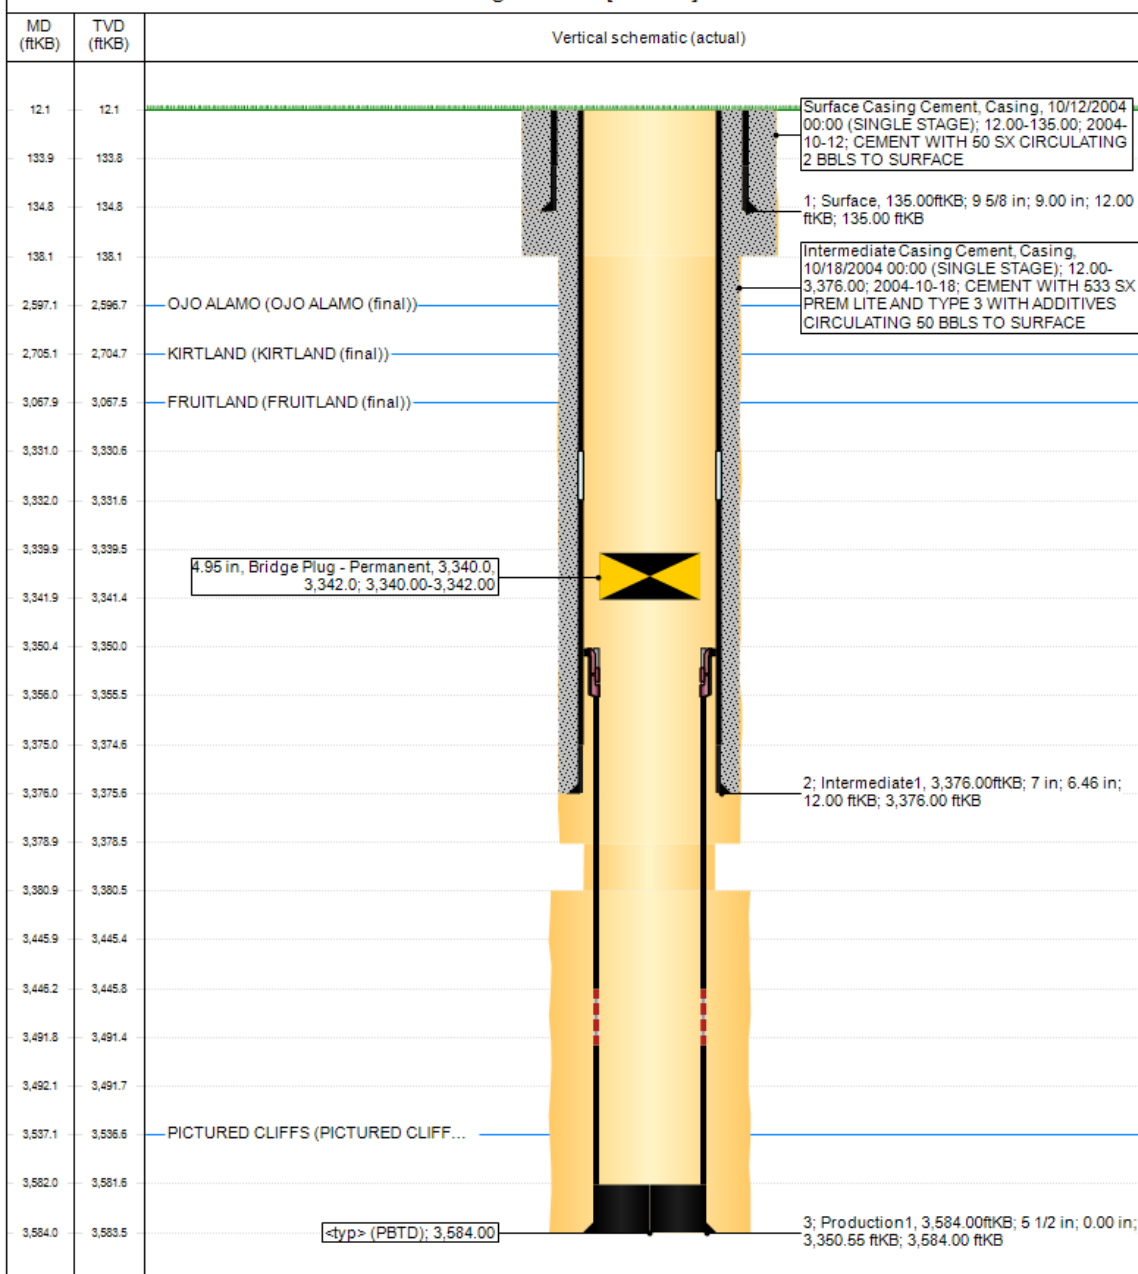 MD
(ftKB)
TVD
(ftKB)
Vertical schematic (actual)
12.1 12.1
133.9 133.8
134.8 134.8
138.1 138.1
2,597.1 2,596.7
2,705.1 2,704.7
3,067.9 3,067.5
3,331.0 3,330.6
3,332.0 3,331.6
3,339.9 3,339.5
3,341.9 3,341.4
3,350.4 3,350.0
3,356.0 3,355.5
3,375.0 3,374.6
3,376.0 3,375.6
3,378.9 3,378.5
3,380.9 3,380.5
3,445.9 3,445.4
3,446.2 3,445.8
3,491.8 3,491.4
3,492.1 3,491.7
3,537.1 3,536.6
3,582.0 3,581.6
3,584.0 3,583.5
Surface Casing Cement, Casing, 10/12/2004
00:00 (SINGLE STAGE); 12.00-135.00; 2004-
10-12; CEMENT WITH 50 SX CIRCULATING
2 BBLS TO SURFACE
1; Surface, 135.00ftKB; 9 5/8 in; 9.00 in; 12.00
ftKB; 135.00 ftKB
Intermediate Casing Cement, Casing,
10/18/2004 00:00 (SINGLE STAGE); 12.00-
3,376.00; 2004-10-18; CEMENT WITH 533 SX
PREM LITE AND TYPE 3 WITH ADDITIVES
CIRCULATING 50 BBLS TO SURFACE
OJO ALAMO (OJO ALAMO (final))
KIRTLAND (KIRTLAND (final))
FRUITLAND (FRUITLAND (final))
4.95 in, Bridge Plug - Permanent, 3,340.0,
3,342.0; 3,340.00-3,342.00
2; Intermediate1, 3,376.00ftKB; 7 in; 6.46 in;
12.00 ftKB; 3,376.00 ftKB
PICTURED CLIFFS (PICTURED CLIFF...
<typ> (PBTD); 3,584.00
3; Production1, 3,584.00ftKB; 5 1/2 in; 0.00 in;
3,350.55 ftKB; 3,584.00 ftKB